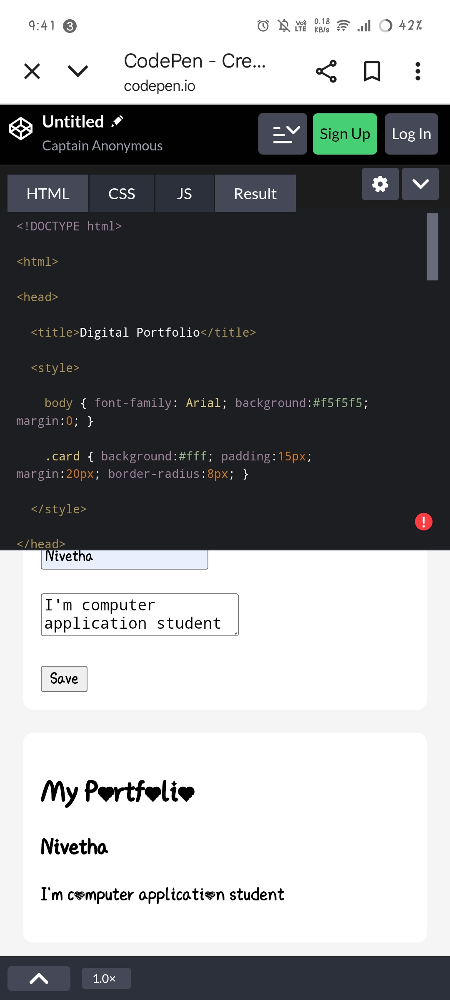 9:41 3 Vo) LTE 0.18 KB/s 42%
CodePen - Cre...
codepen.io
Untitled
Captain Anonymous
Sign Up
Log In
HTML CSS JS Result
<!DOCTYPE html>
<html>
<head>
<title>Digital Portfolio</title>
<style>
body { font-family: Arial; background:#f5f5f5;
margin:0; }
.card { background:#fff; padding:15px;
margin:20px; border-radius:8px; }
</style>
</head>
Nivetha
I'm computer
application student
Save
My Portfolio
Nivetha
I'm computer application student
1.0×